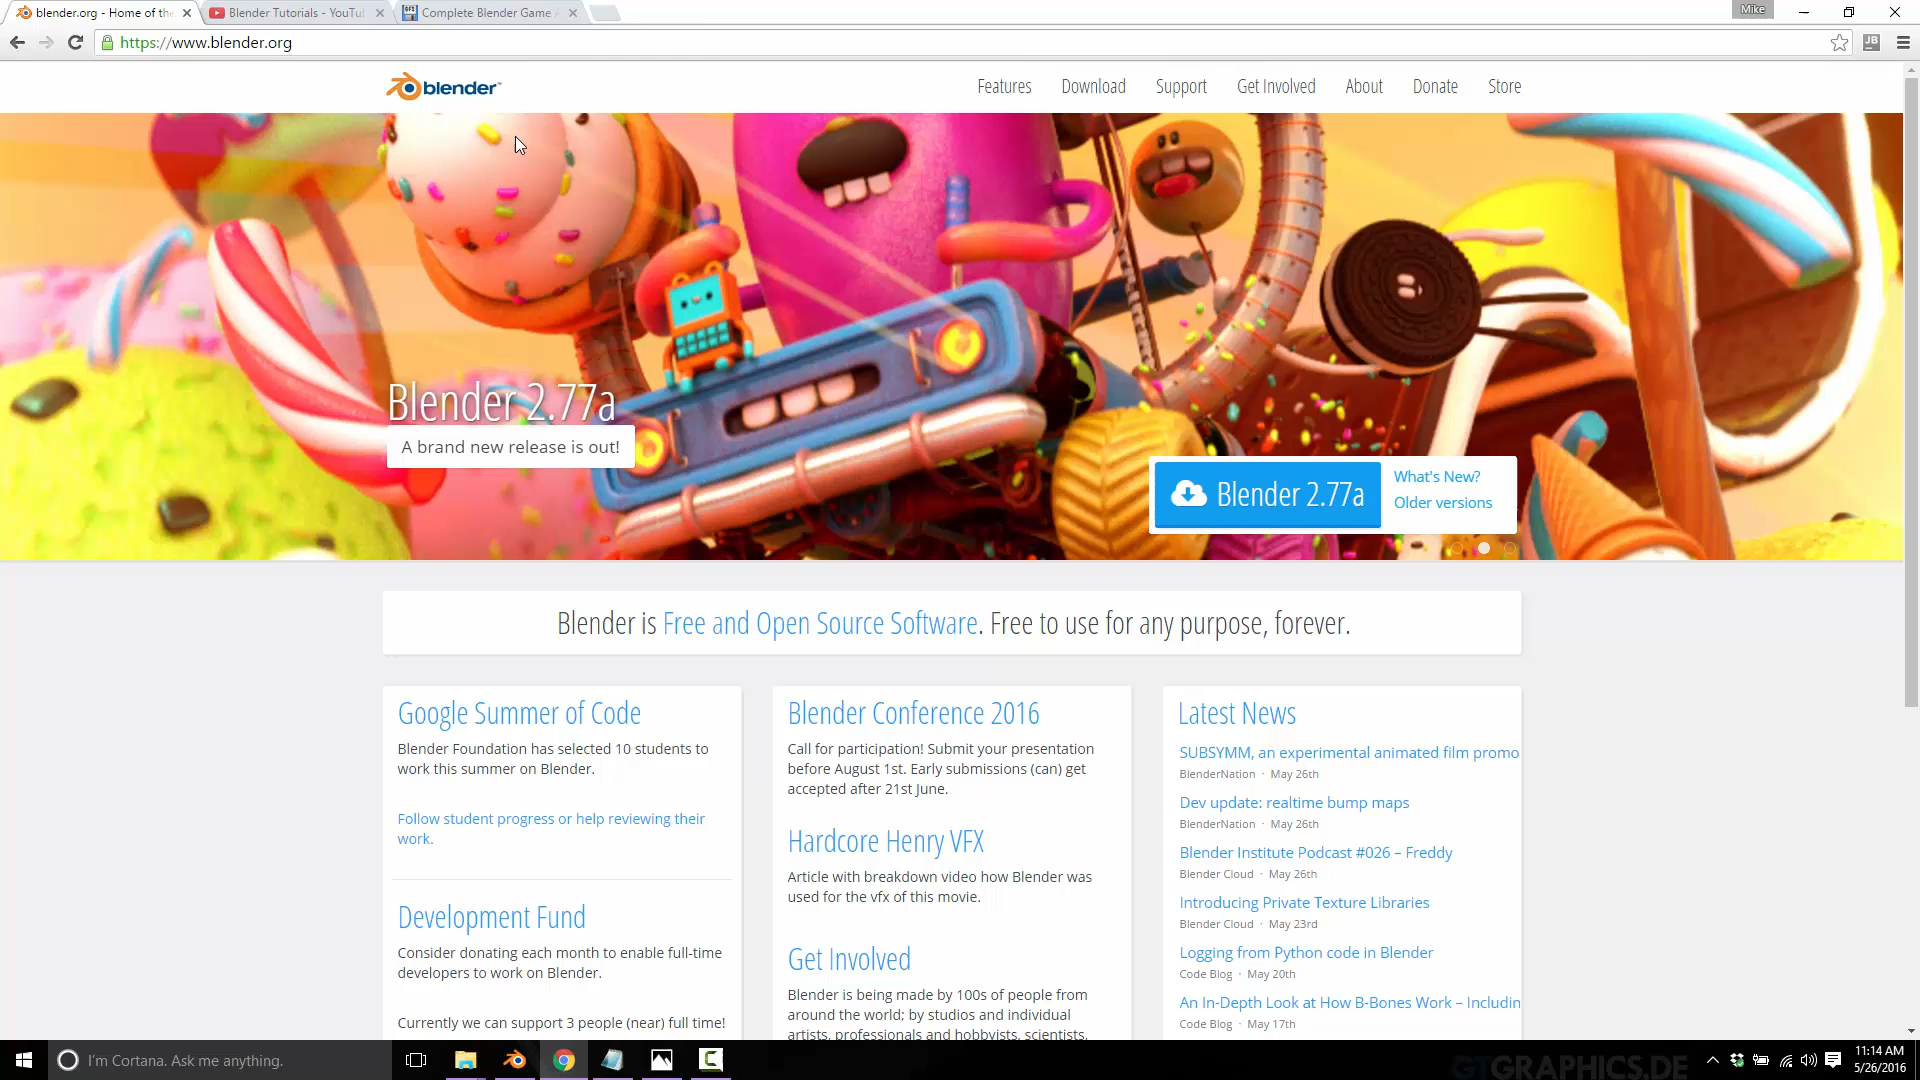 blender.org - Home of the
Blender Tutorials - YouTu
Complete Blender Game
Mike
https://www.blender.org
JB
blender
Features
Download
Support
Get Involved
About
Donate
Store
Blender 2.77a
A brand new release is out!
Blender 2.77a
What's New?
Older versions
Blender is Free and Open Source Software. Free to use for any purpose, forever.
Google Summer of Code
Blender Foundation has selected 10 students to
work this summer on Blender.
Follow student progress or help reviewing their
work.
Development Fund
Consider donating each month to enable full-time
developers to work on Blender.
Currently we can support 3 people (near) full time!
Blender Conference 2016
Call for participation! Submit your presentation
before August 1st. Early submissions (can) get
accepted after 21st June.
Hardcore Henry VFX
Article with breakdown video how Blender was
used for the vfx of this movie.
Get Involved
Blender is being made by 100s of people from
around the world; by studios and individual
artists, professionals and hobbyists, scientists,
Latest News
SUBSYMM, an experimental animated film promo
BlenderNation · May 26th
Dev update: realtime bump maps
BlenderNation · May 26th
Blender Institute Podcast #026 – Freddy
Blender Cloud · May 26th
Introducing Private Texture Libraries
Blender Cloud · May 23rd
Logging from Python code in Blender
Code Blog · May 20th
An In-Depth Look at How B-Bones Work – Includin
Code Blog · May 17th
I'm Cortana. Ask me anything.
GTGRAPHICS.DE
11:14 AM
5/26/2016